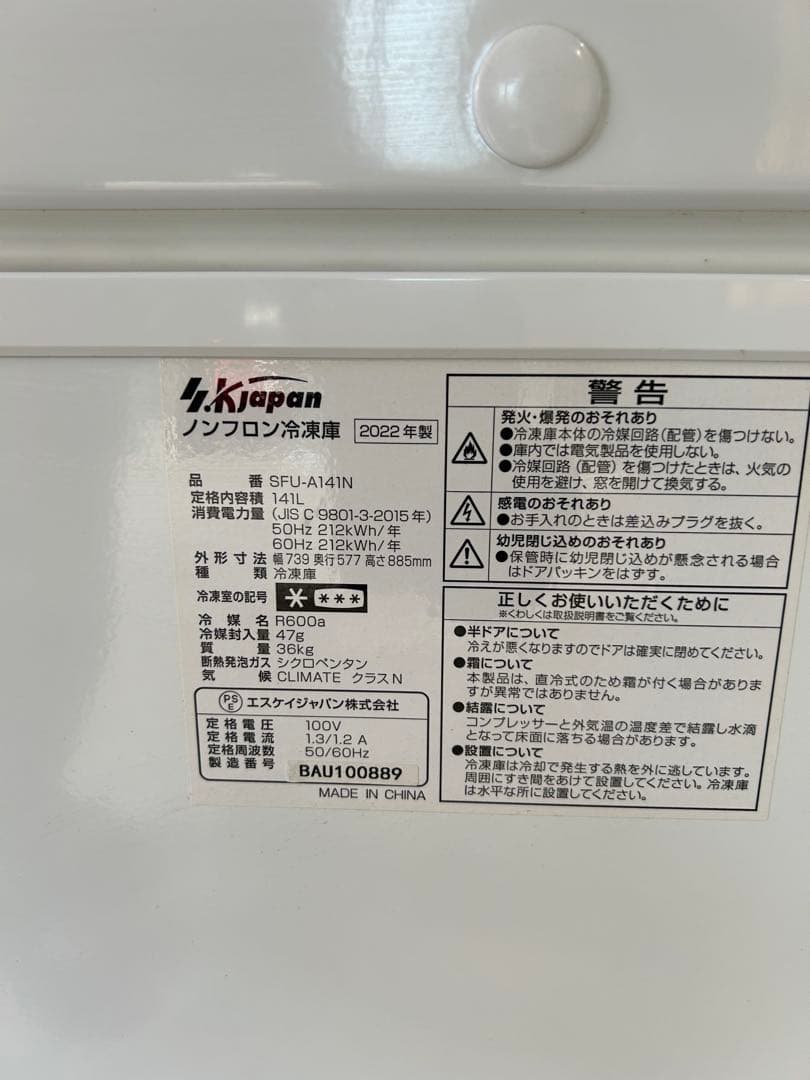 S.KJapan
ノンフロン冷凍庫 2022年製
品 番 SFU-A141N
定格内容積 141L
消費電力量 (JIS C 9801-3-2015年)
50Hz 212kWh/年
60Hz 212kWh/年
外形寸法 幅739 奥行577 高さ885mm
種 類 冷凍庫
冷凍室の記号
冷 媒 名 R600a
冷媒封入量 47g
質 量 36kg
断熱発泡ガス シクロペンタン
気 候 CLIMATE クラスN
PSE エスケイジャパン株式会社
定格電圧 100V
定格電流 1.3/1.2 A
定格周波数 50/60Hz
製造番号 BAU100889
MADE IN CHINA
警告
発火・爆発のおそれあり
●冷凍庫本体の冷媒回路(配管)を傷つけない。
●庫内では電気製品を使用しない。
●冷媒回路(配管)を傷つけたときは、火気の
使用を避け、窓を開けて換気する。
感電のおそれあり
●お手入れのときは差込みプラグを抜く。
幼児閉じ込めのおそれあり
●保管時に幼児閉じ込めが懸念される場合
はドアパッキンをはずす。
正しくお使いいただくために
※くわしくは取扱説明書をご覧ください。
●半ドアについて
冷えが悪くなりますのでドアは確実に閉めてください。
●霜について
本製品は、直冷式のため霜が付く場合がありま
すが異常ではありません。
●結露について
コンプレッサーと外気温の温度差で結露し水滴
となって床面に落ちる場合があります。
●設置について
冷凍庫は冷却で発生する熱を外に逃しています。
周囲にすき間をあけて設置してください。冷凍庫
は水平な所に設置してください。